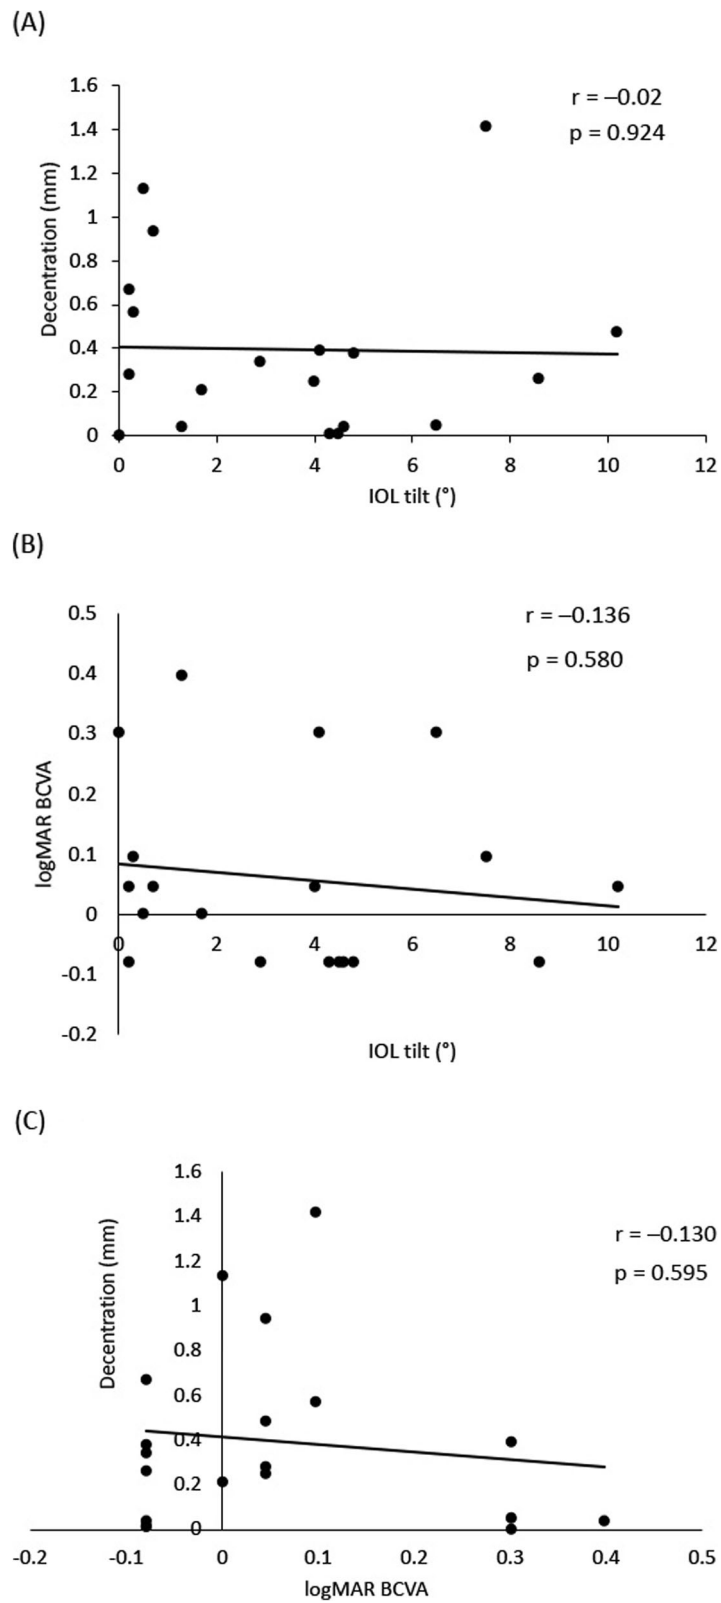 (A)
1.6
r = –0.02
1.4
p = 0.924
1.2
1
0.8
0.6
0.4
0.2
0
Decentration (mm)
0 2 4 6 8 10 12
IOL tilt (°)
(B)
0.5
r = –0.136
0.4
p = 0.580
0.3
0.2
0.1
0
-0.1
-0.2
logMAR BCVA
0 2 4 6 8 10 12
IOL tilt (°)
(C)
1.6
1.4
r = –0.130
1.2
p = 0.595
1
0.8
0.6
0.4
0.2
0
Decentration (mm)
-0.2 -0.1 0 0.1 0.2 0.3 0.4 0.5
logMAR BCVA